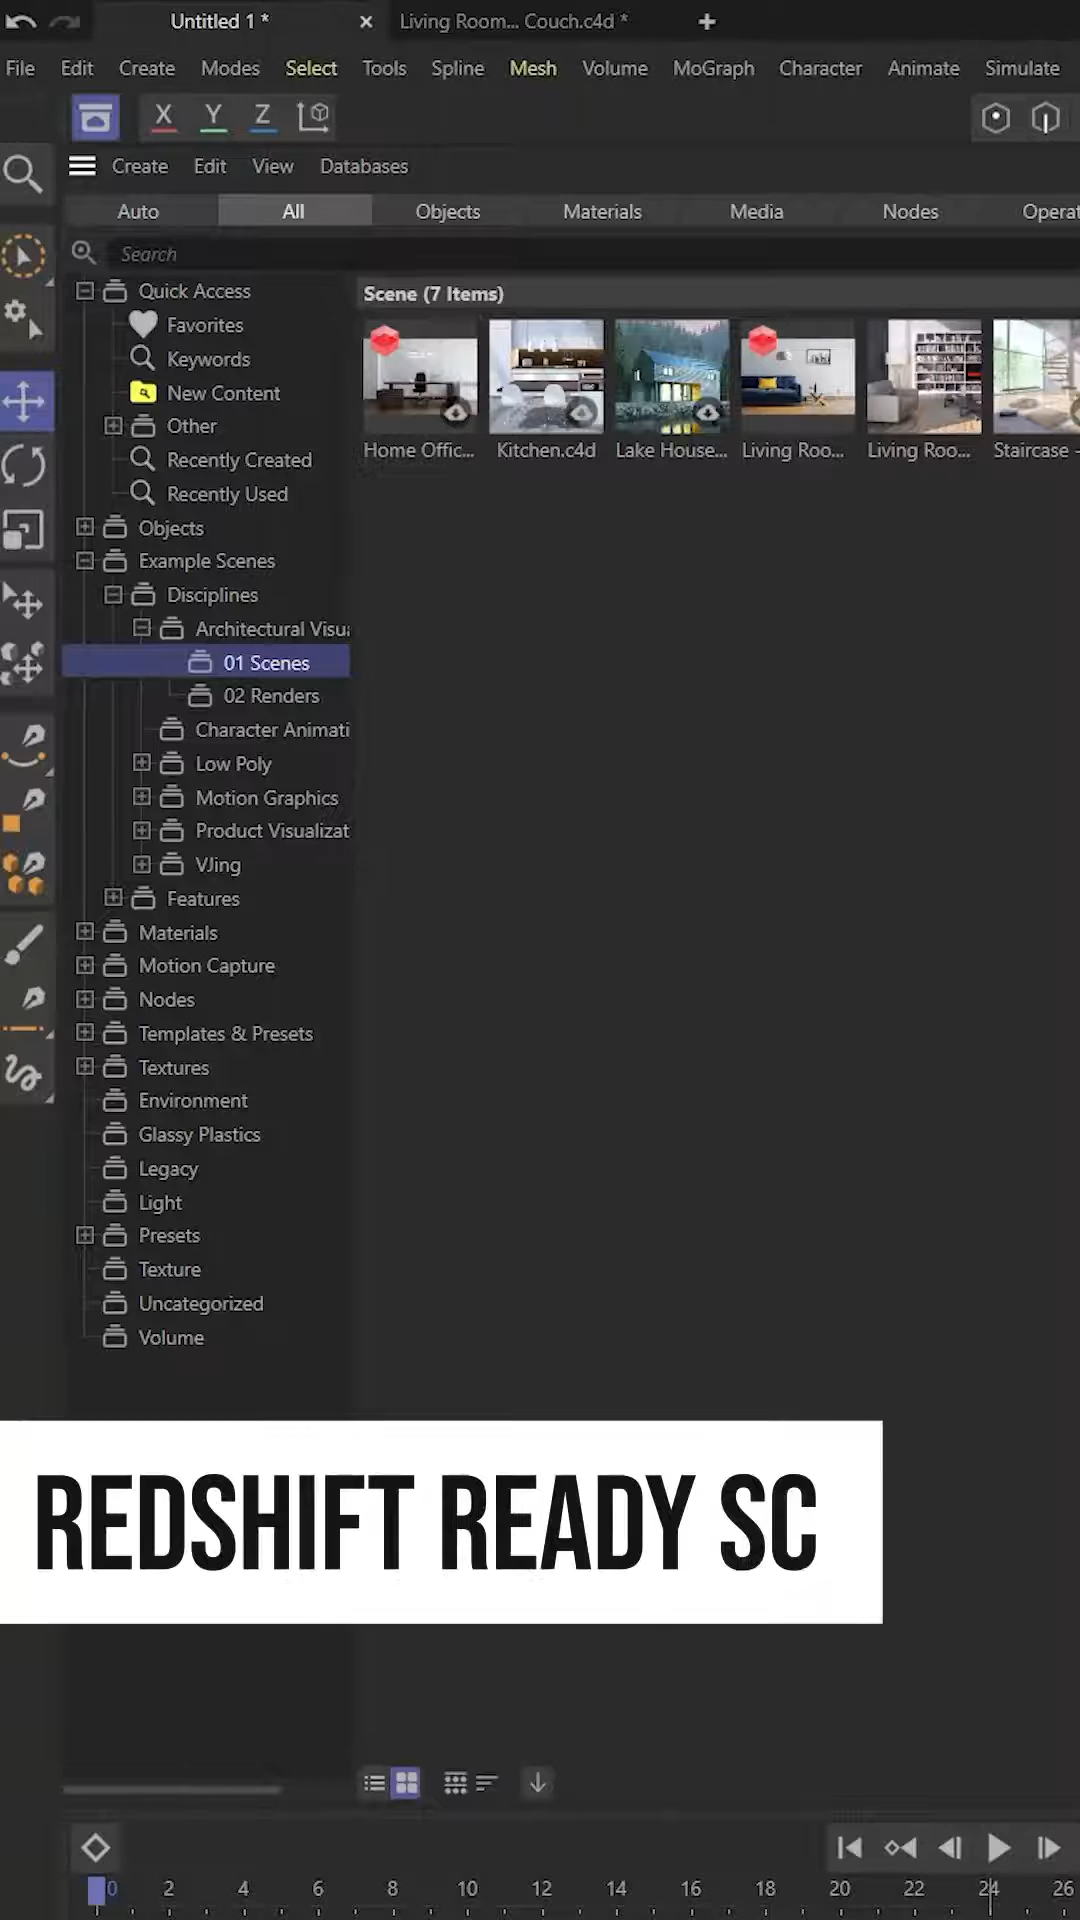 Untitled 1 *
Living Room... Couch.c4d *
File Edit Create Modes Select Tools Spline Mesh Volume MoGraph Character Animate Simulate
X Y Z
Create Edit View Databases
Auto All Objects Materials Media Nodes Operat
Search
Quick Access
Favorites
Keywords
New Content
Other
Recently Created
Recently Used
Objects
Example Scenes
Disciplines
Architectural Visua
01 Scenes
02 Renders
Character Animati
Low Poly
Motion Graphics
Product Visualizat
VJing
Features
Materials
Motion Capture
Nodes
Templates & Presets
Textures
Environment
Glassy Plastics
Legacy
Light
Presets
Texture
Uncategorized
Volume
Scene (7 Items)
Home Offic... Kitchen.c4d Lake House... Living Roo... Living Roo... Staircase -
REDSHIFT READY SC
0 2 4 6 8 10 12 14 16 18 20 22 24 26